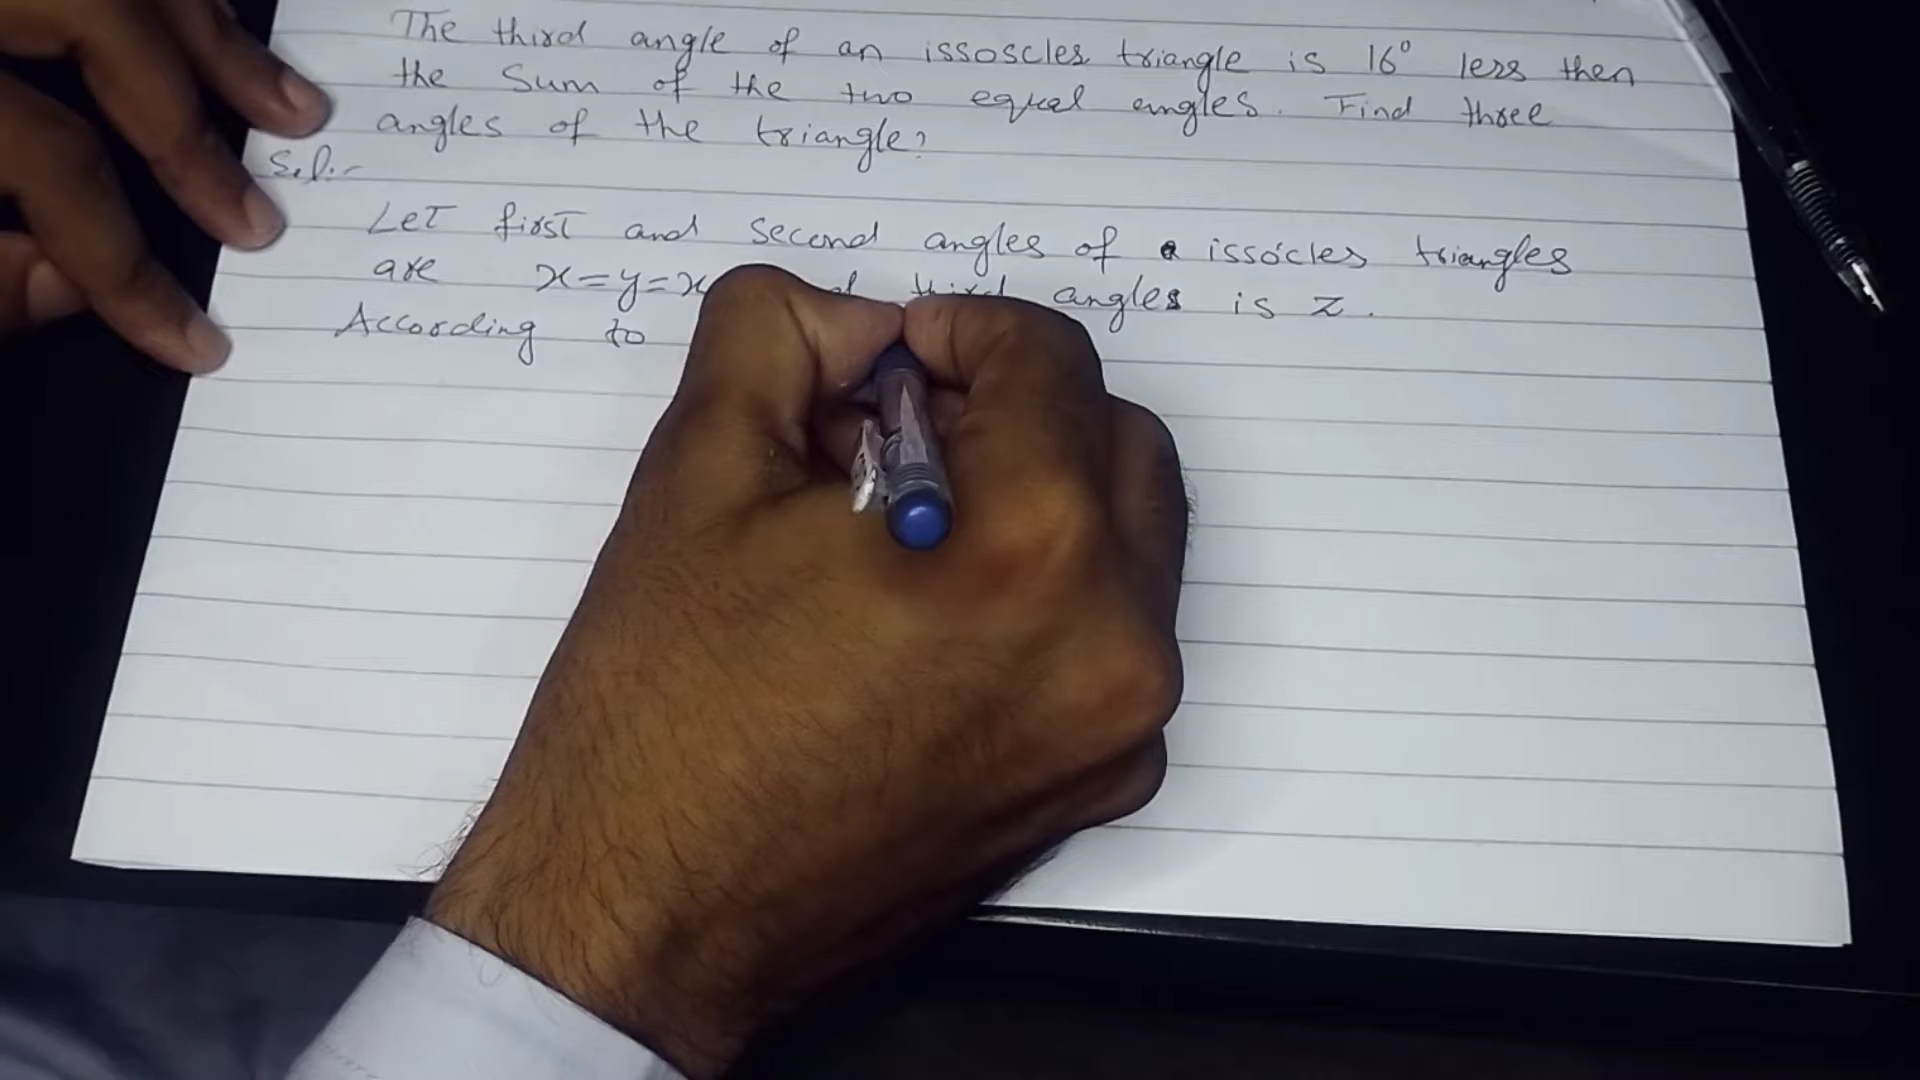 The third angle of an issoscles triangle is 16° less then
the Sum of the two equal angles. Find three
angles of the triangle?
Sol:-
Let first and second angles of a issocles triangles
are x=y=x third angles is z.
According to